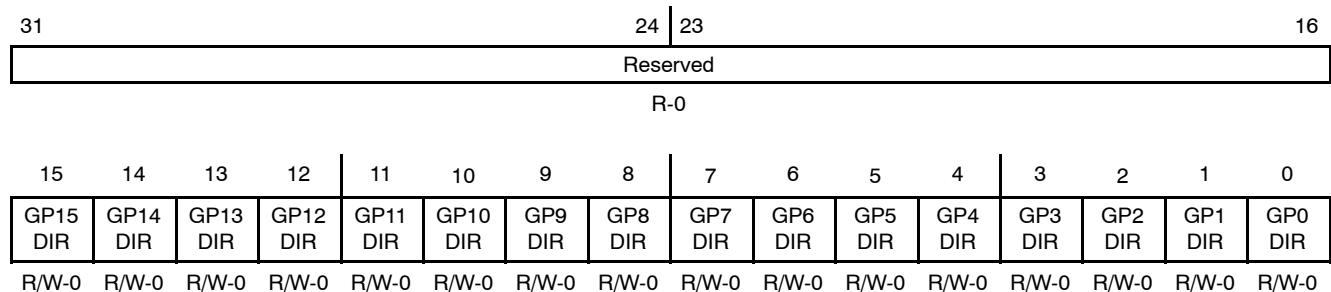 31 24 23 16
Reserved
R-0
15 14 13 12 11 10 9 8 7 6 5 4 3 2 1 0
GP15 GP14 GP13 GP12 GP11 GP10 GP9 GP8 GP7 GP6 GP5 GP4 GP3 GP2 GP1 GP0
DIR DIR DIR DIR DIR DIR DIR DIR DIR DIR DIR DIR DIR DIR DIR DIR
R/W-0 R/W-0 R/W-0 R/W-0 R/W-0 R/W-0 R/W-0 R/W-0 R/W-0 R/W-0 R/W-0 R/W-0 R/W-0 R/W-0 R/W-0 R/W-0